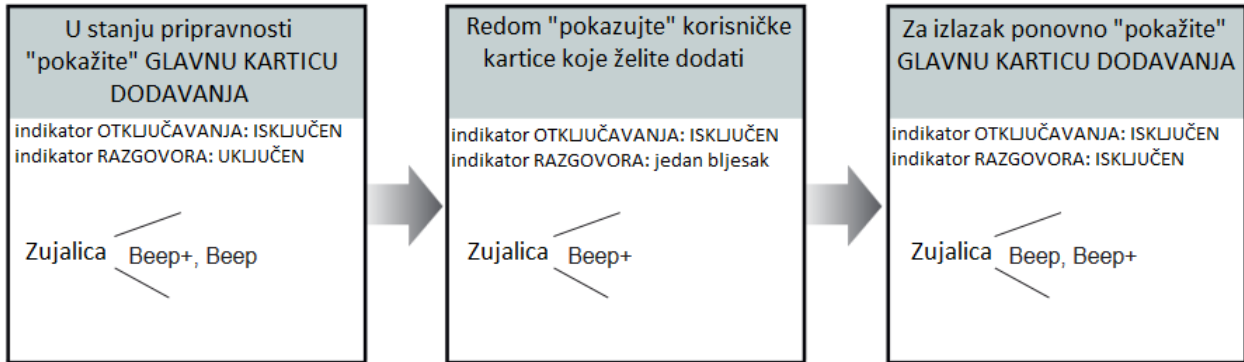 U stanju pripravnosti
"pokažite" GLAVNU KARTICU
DODAVANJA
indikator OTKLJUČAVANJA: ISKLJUČEN
indikator RAZGOVORA: UKLJUČEN
Zujalica
Beep+, Beep
Redom "pokazujte" korisničke
kartice koje želite dodati
indikator OTKLJUČAVANJA: ISKLJUČEN
indikator RAZGOVORA: jedan bljesak
Zujalica
Beep+
Za izlazak ponovno "pokažite"
GLAVNU KARTICU DODAVANJA
indikator OTKLJUČAVANJA: ISKLJUČEN
indikator RAZGOVORA: ISKLJUČEN
Zujalica
Beep, Beep+